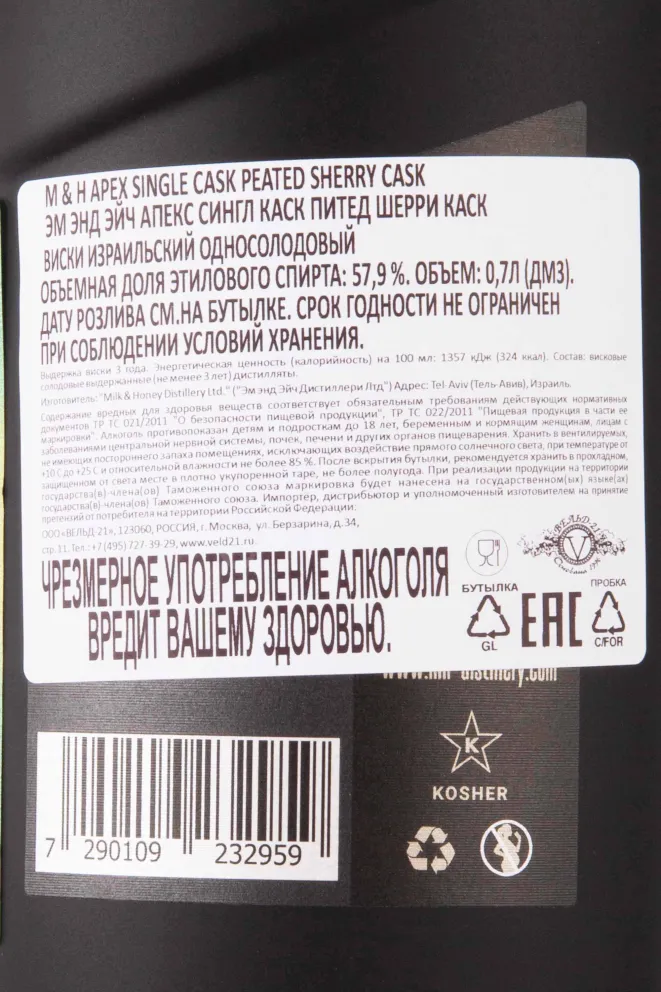 M & H APEX SINGLE CASK PEATED SHERRY CASK
ЭМ ЭНД ЭЙЧ АПЕКС СИНГЛ КАСК ПИТЕД ШЕРРИ КАСК
ВИСКИ ИЗРАИЛЬСКИЙ ОДНОСОЛОДОВЫЙ
ОБЪЕМНАЯ ДОЛЯ ЭТИЛОВОГО СПИРТА: 57,9 %. ОБЪЕМ: 0,7Л (ДМ3).
ДАТУ РОЗЛИВА СМ.НА БУТЫЛКЕ. СРОК ГОДНОСТИ НЕ ОГРАНИЧЕН
ПРИ СОБЛЮДЕНИИ УСЛОВИЙ ХРАНЕНИЯ.
Выдержка виски 3 года. Энергетическая ценность (калорийность) на 100 мл: 1357 кДж (324 ккал). Состав: висковые
солодовые выдержанные (не менее 3 лет) дистилляты.
Изготовитель: "Milk & Honey Distillery Ltd." ("Эм энд Эйч Дистиллери Лтд") Адрес: Tel-Aviv (Тель-Авив), Израиль.
Содержание вредных для здоровья веществ соответствует обязательным требованиям действующих нормативных
документов ТР ТС 021/2011 "О безопасности пищевой продукции", ТР ТС 022/2011 "Пищевая продукция в части ее
маркировки". Алкоголь противопоказан детям и подросткам до 18 лет, беременным и кормящим женщинам, лицам с
заболеваниями центральной нервной системы, почек, печени и других органов пищеварения. Хранить в вентилируемых,
не имеющих постороннего запаха помещениях, исключающих воздействие прямого солнечного света, при температуре от
+10 С до +25 С и относительной влажности не более 85 %. После вскрытия бутылки, рекомендуется хранить в прохладном,
защищенном от света месте в плотно укупоренной таре, не более полугода. При реализации продукции на территории
государства(в)-члена(ов) Таможенного союза маркировка будет нанесена на государственном(ых) языке(ах)
государства(в)-члена(ов) Таможенного союза. Импортер, дистрибьютор и уполномоченный изготовителем на принятие
претензий от потребителя на территории Российской Федерации:
ООО «ВЕЛЬД-21», 123060, РОССИЯ, г. Москва, ул. Берзарина, д.34,
стр.11. Тел.: +7 (495) 727-39-29, www.veld21.ru.
ВЕЛЬД 21
V
Since/anno 1996
ЧРЕЗМЕРНОЕ УПОТРЕБЛЕНИЕ АЛКОГОЛЯ
ВРЕДИТ ВАШЕМУ ЗДОРОВЬЮ.
БУТЫЛКА
GL
EAC
ПРОБКА
C/FOR
www.mh-distillery.com
K
KOSHER
7 290109 232959